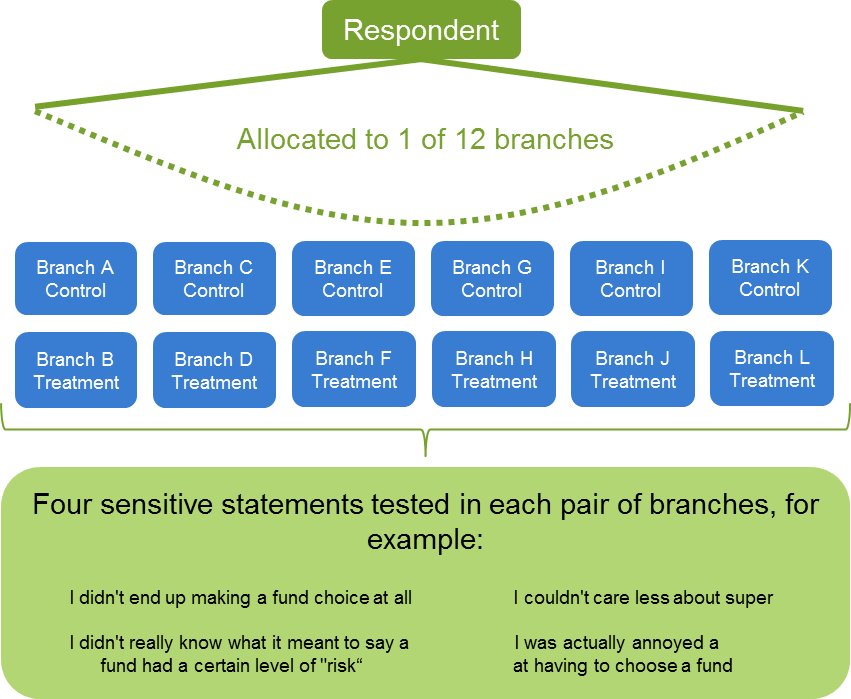 Respondent
Allocated to 1 of 12 branches
Branch A
Control
Branch C
Control
Branch E
Control
Branch G
Control
Branch I
Control
Branch K
Control
Branch B
Treatment
Branch D
Treatment
Branch F
Treatment
Branch H
Treatment
Branch J
Treatment
Branch L
Treatment
Four sensitive statements tested in each pair of branches, for
example:
I didn't end up making a fund choice at all
I couldn't care less about super
I didn't really know what it meant to say a
fund had a certain level of "risk“
I was actually annoyed a
at having to choose a fund